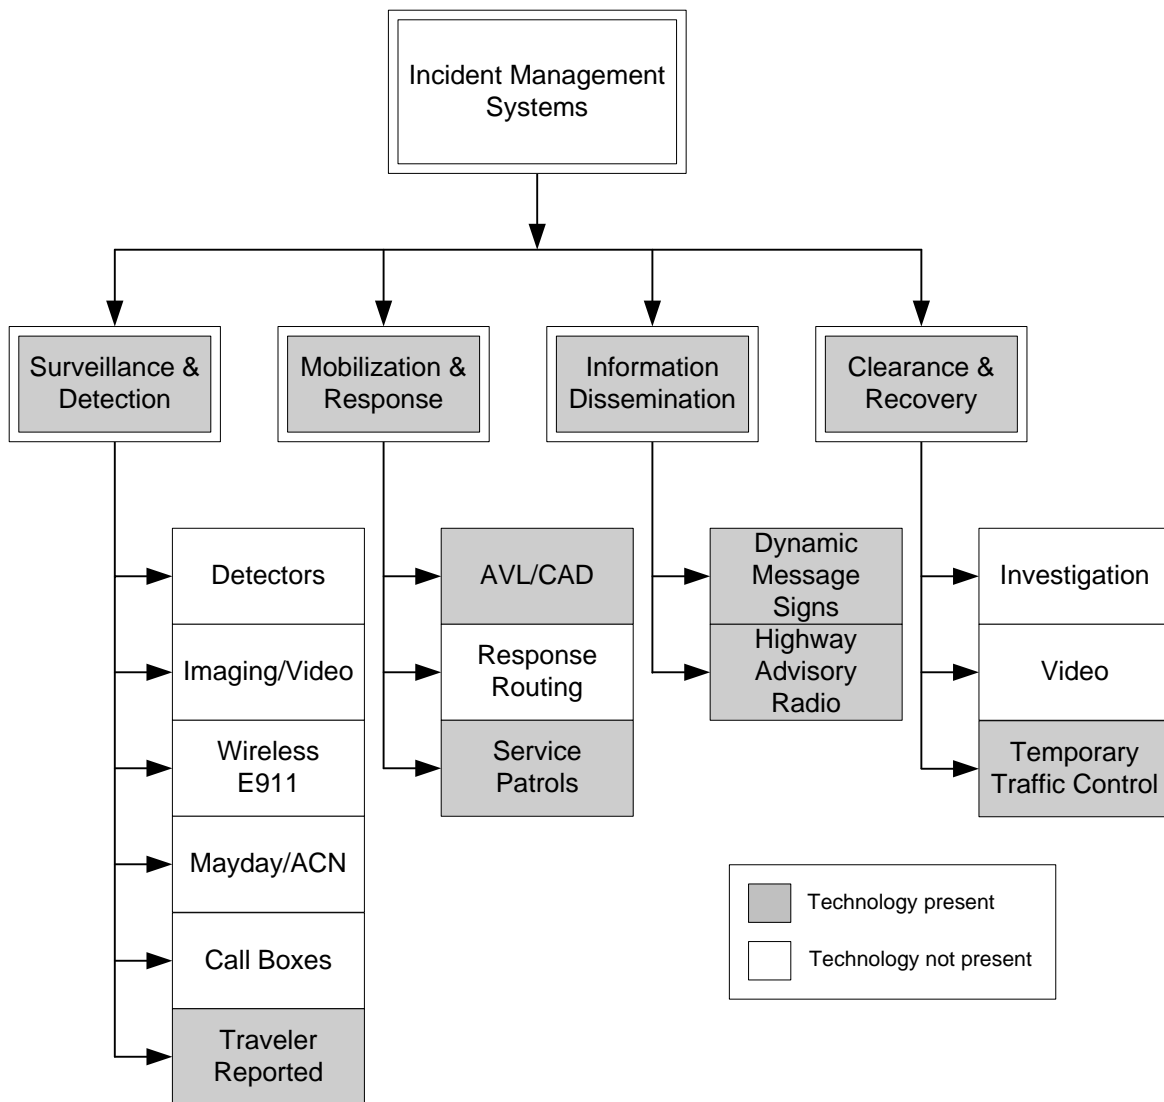 Incident Management
Systems
Surveillance &
Detection
Mobilization &
Response
Information
Dissemination
Clearance &
Recovery
Detectors
Imaging/Video
Wireless
E911
Mayday/ACN
Call Boxes
Traveler
Reported
AVL/CAD
Response
Routing
Service
Patrols
Dynamic
Message
Signs
Highway
Advisory
Radio
Investigation
Video
Temporary
Traffic Control
Technology present
Technology not present